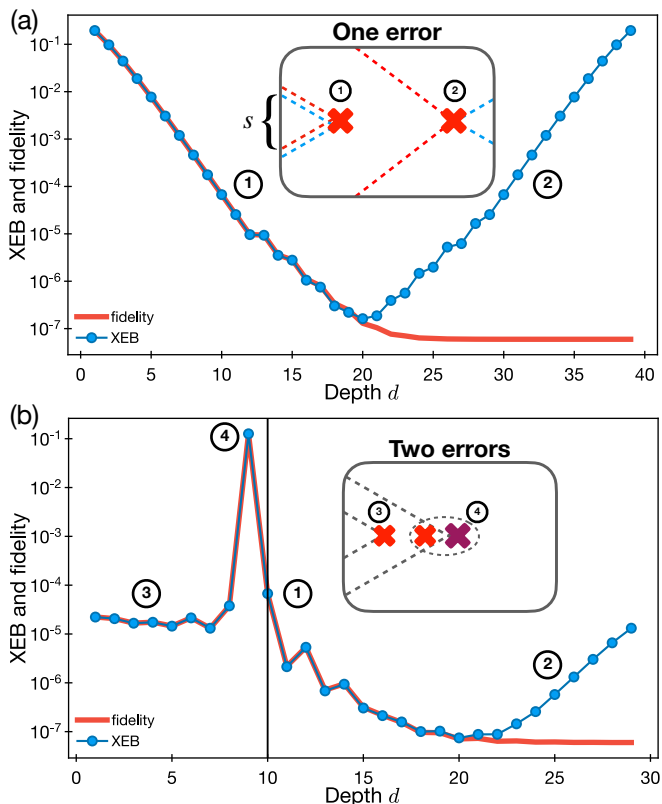 (a)
One error
XEB and fidelity
10⁻¹
10⁻²
10⁻³
10⁻⁴
10⁻⁵
10⁻⁶
10⁻⁷
1
2
s
1
2
fidelity
XEB
0 5 10 15 20 25 30 35 40
Depth d
(b)
Two errors
XEB and fidelity
10⁻¹
10⁻²
10⁻³
10⁻⁴
10⁻⁵
10⁻⁶
10⁻⁷
4
3
4
3
1
2
fidelity
XEB
0 5 10 15 20 25 30
Depth d